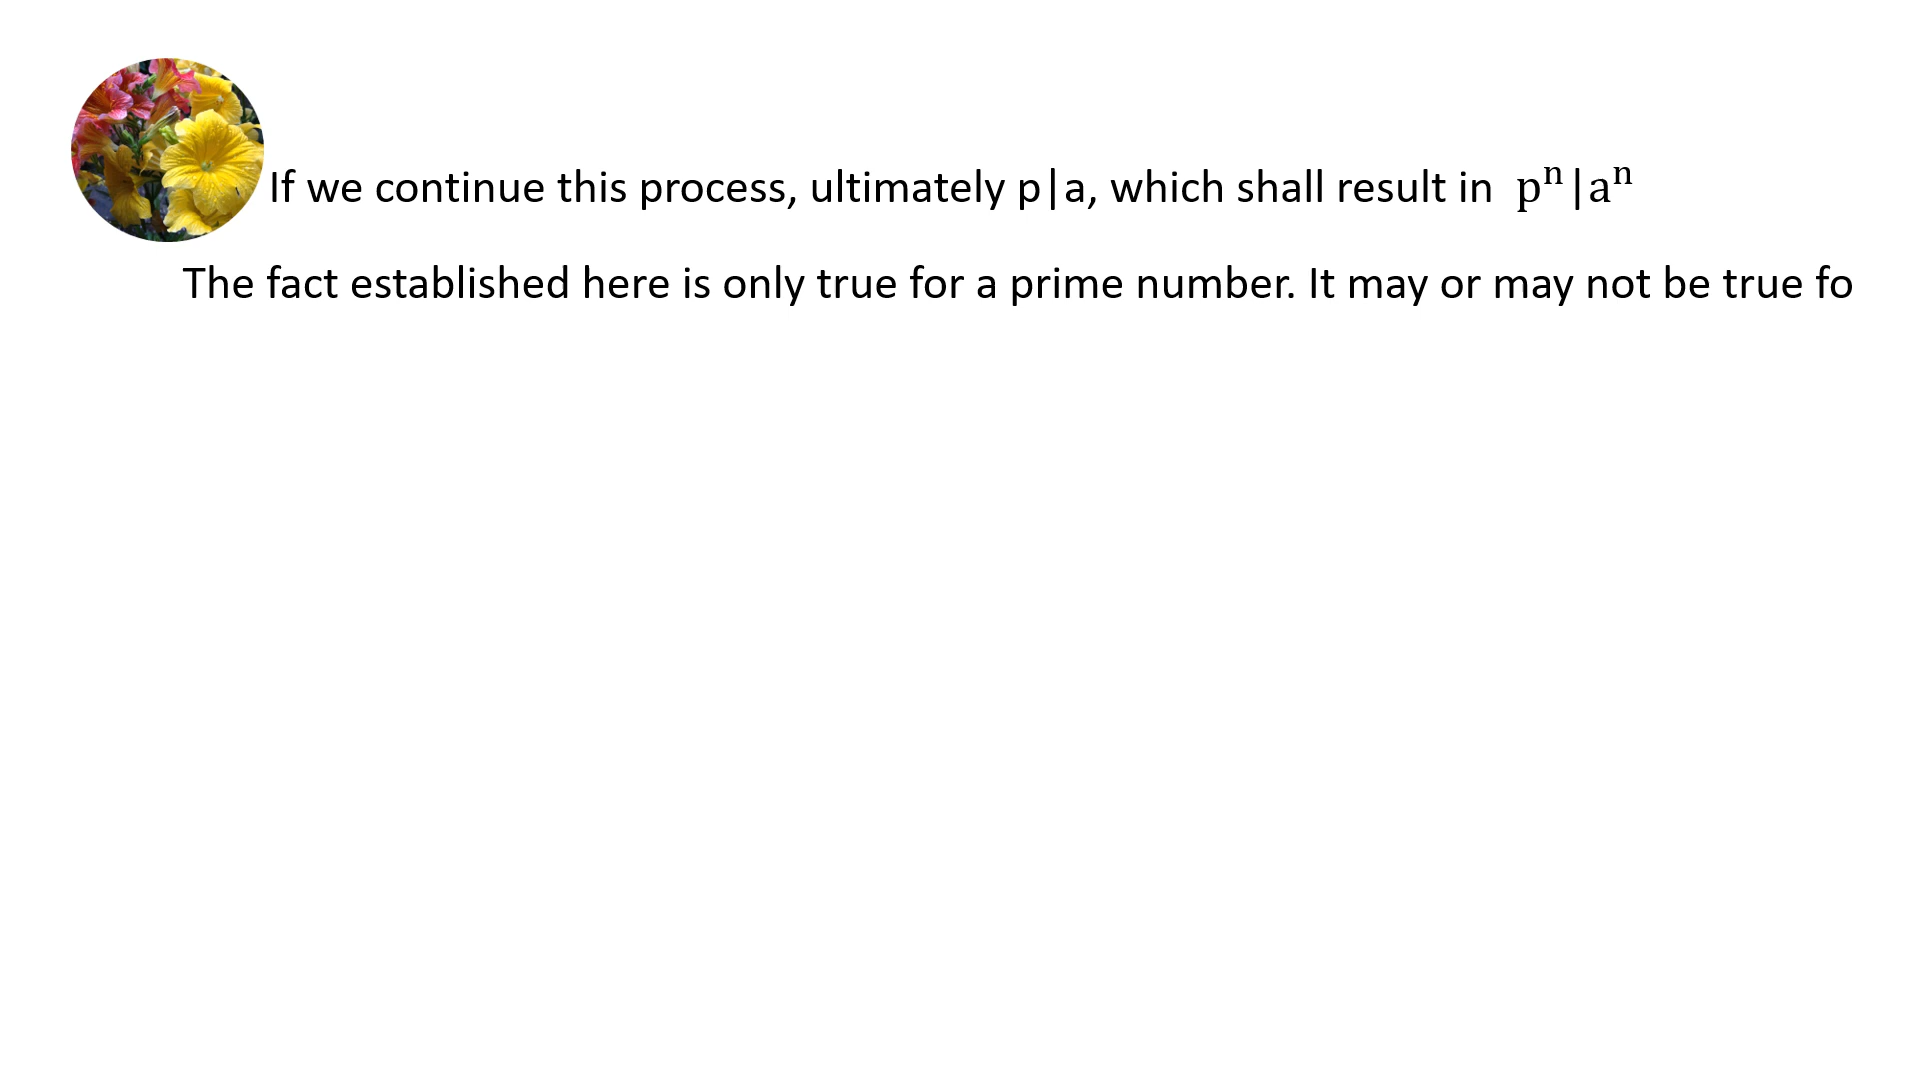 If we continue this process, ultimately p|a, which shall result in pⁿ|aⁿ
The fact established here is only true for a prime number. It may or may not be true fo